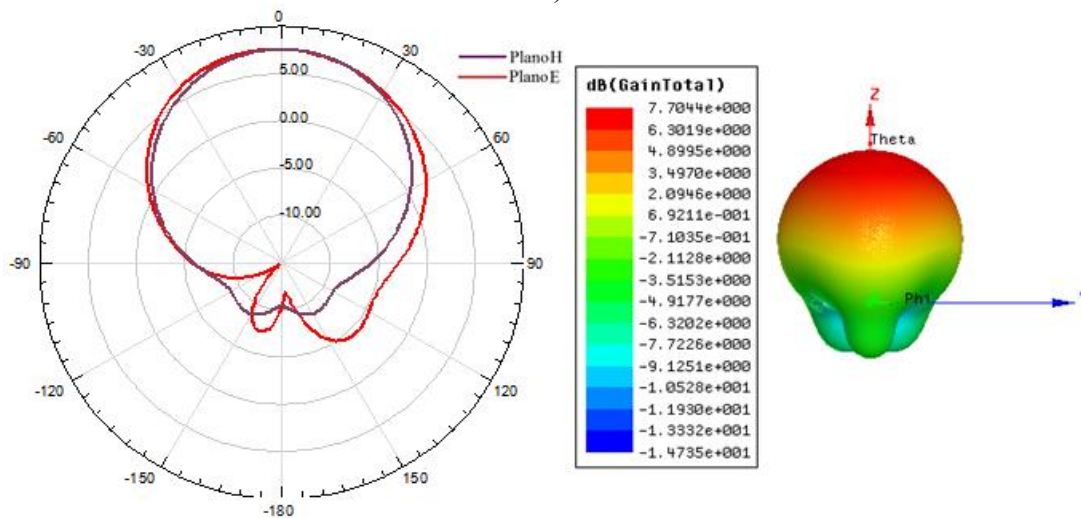 )
0
-30
30
-60
60
-90
90
-120
120
-150
150
-180
5.00
0.00
-5.00
-10.00
PlanoH
PlanoE
dB(GainTotal)
7.7044e+000
6.3019e+000
4.8995e+000
3.4970e+000
2.0946e+000
6.9211e-001
-7.1035e-001
-2.1128e+000
-3.5153e+000
-4.9177e+000
-6.3202e+000
-7.7226e+000
-9.1251e+000
-1.0528e+001
-1.1930e+001
-1.3332e+001
-1.4735e+001
Z
Theta
Phi